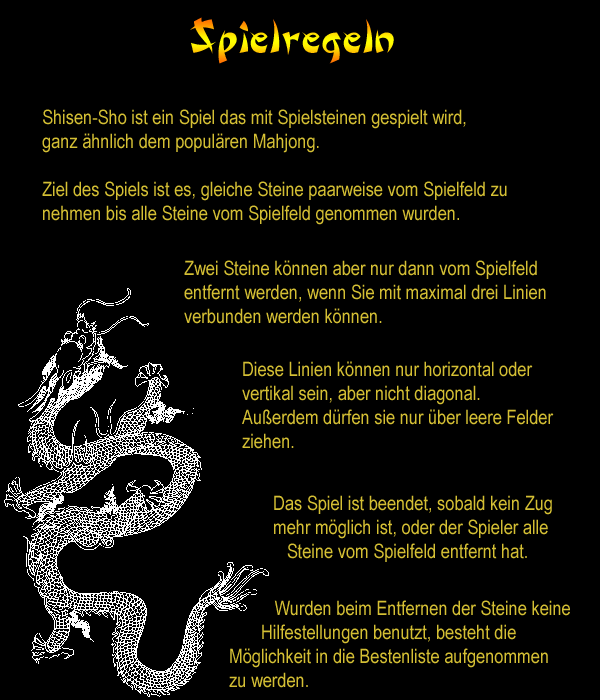 Spielregeln
Shisen-Sho ist ein Spiel das mit Spielsteinen gespielt wird,
ganz ähnlich dem populären Mahjong.
Ziel des Spiels ist es, gleiche Steine paarweise vom Spielfeld zu
nehmen bis alle Steine vom Spielfeld genommen wurden.
Zwei Steine können aber nur dann vom Spielfeld
entfernt werden, wenn Sie mit maximal drei Linien
verbunden werden können.
Diese Linien können nur horizontal oder
vertikal sein, aber nicht diagonal.
Außerdem dürfen sie nur über leere Felder
ziehen.
Das Spiel ist beendet, sobald kein Zug
mehr möglich ist, oder der Spieler alle
Steine vom Spielfeld entfernt hat.
Wurden beim Entfernen der Steine keine
Hilfestellungen benutzt, besteht die
Möglichkeit in die Bestenliste aufgenommen
zu werden.